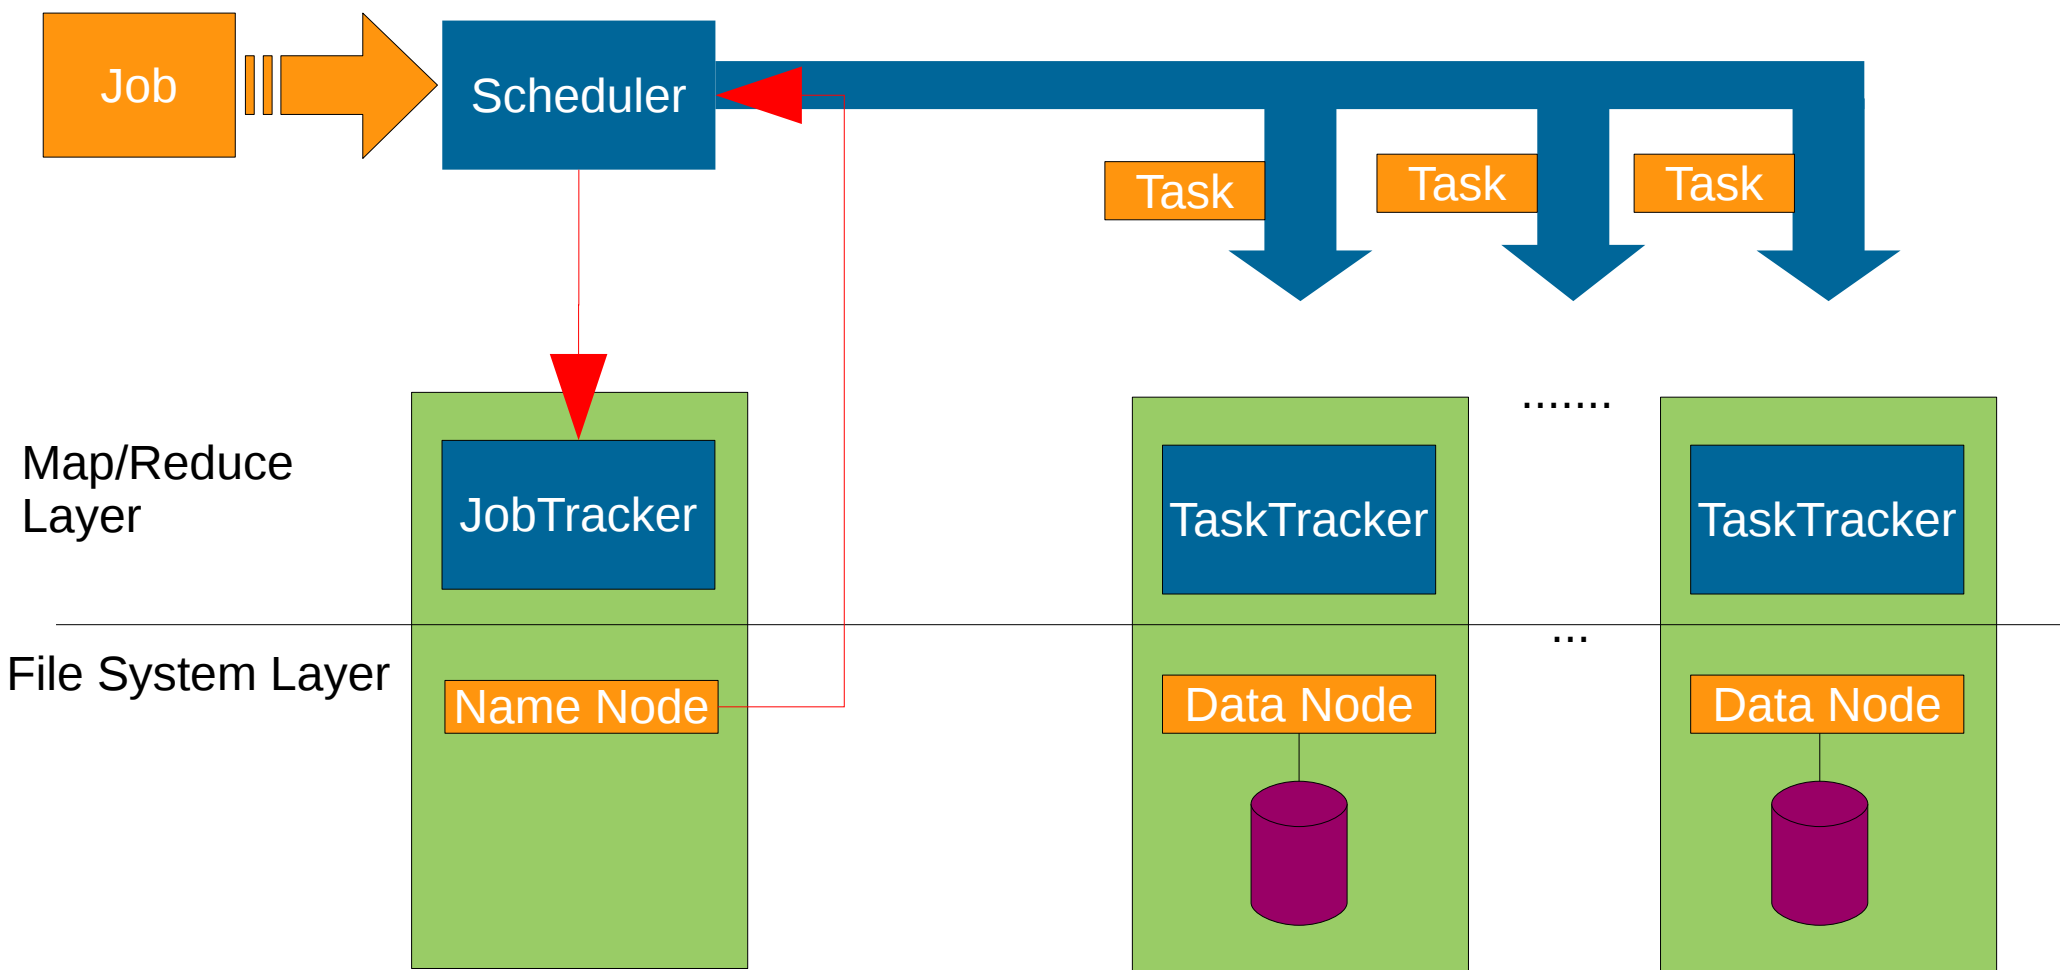 Job
Scheduler
Task
Task
Task
.......
Map/Reduce
Layer
JobTracker
TaskTracker
TaskTracker
...
File System Layer
Name Node
Data Node
Data Node